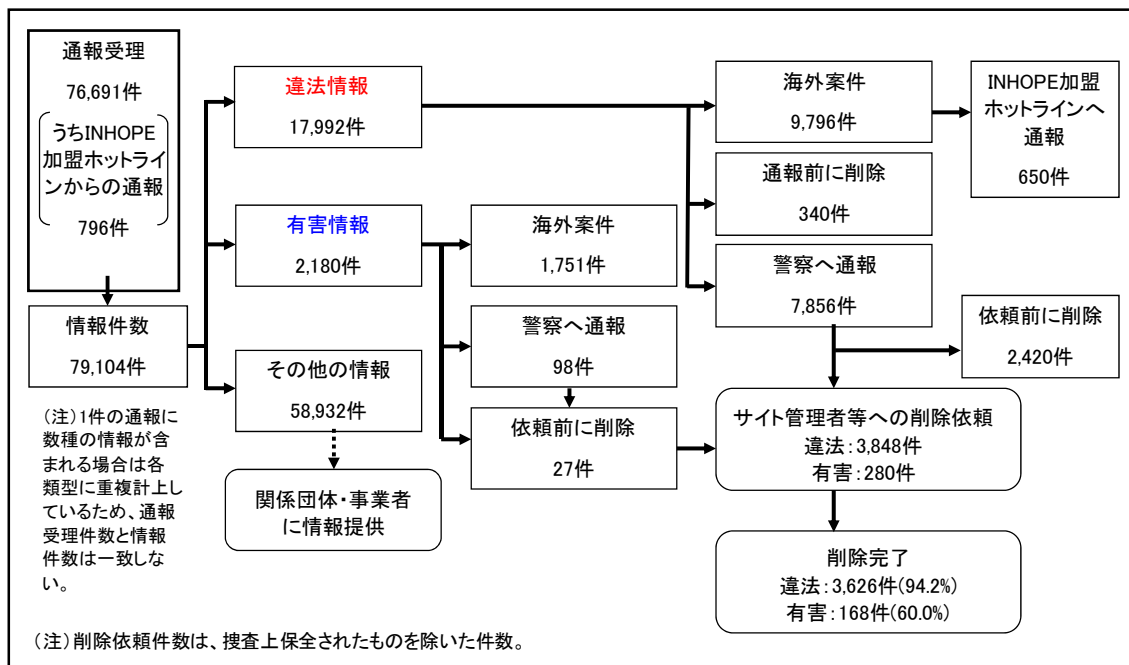 通報受理
76,691件
うちINHOPE
加盟ホットライ
ンからの通報
796件
情報件数
79,104件
(注)1件の通報に
数種の情報が含
まれる場合は各
類型に重複計上し
ているため、通報
受理件数と情報
件数は一致しな
い。
違法情報
17,992件
有害情報
2,180件
その他の情報
58,932件
関係団体・事業者
に情報提供
海外案件
1,751件
警察へ通報
98件
依頼前に削除
27件
海外案件
9,796件
通報前に削除
340件
警察へ通報
7,856件
INHOPE加盟
ホットラインへ
通報
650件
依頼前に削除
2,420件
サイト管理者等への削除依頼
違法:3,848件
有害:280件
削除完了
違法:3,626件(94.2%)
有害:168件(60.0%)
(注)削除依頼件数は、捜査上保全されたものを除いた件数。